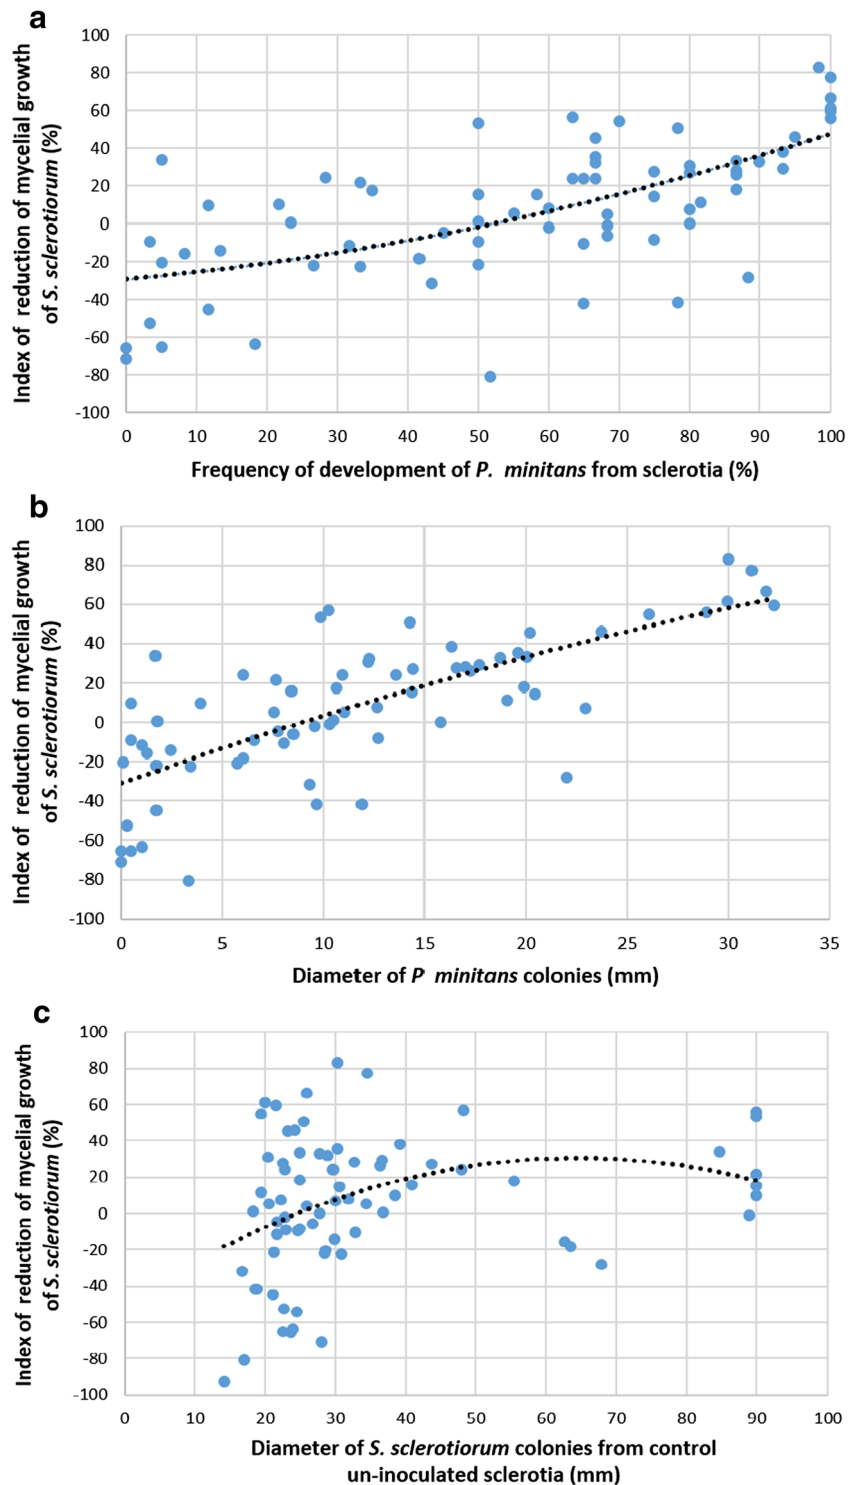 a
Index of reduction of mycelial growth
of S. sclerotiorum (%)
100
80
60
40
20
0
-20
-40
-60
-80
-100
0 10 20 30 40 50 60 70 80 90 100
Frequency of development of P. minitans from sclerotia (%)
b
Index of reduction of mycelial growth
of S. sclerotiorum (%)
100
80
60
40
20
0
-20
-40
-60
-80
-100
0 5 10 15 20 25 30 35
Diameter of P. minitans colonies (mm)
c
Index of reduction of mycelial growth
of S. sclerotiorum (%)
100
80
60
40
20
0
-20
-40
-60
-80
-100
0 10 20 30 40 50 60 70 80 90 100
Diameter of S. sclerotiorum colonies from control
un-inoculated sclerotia (mm)